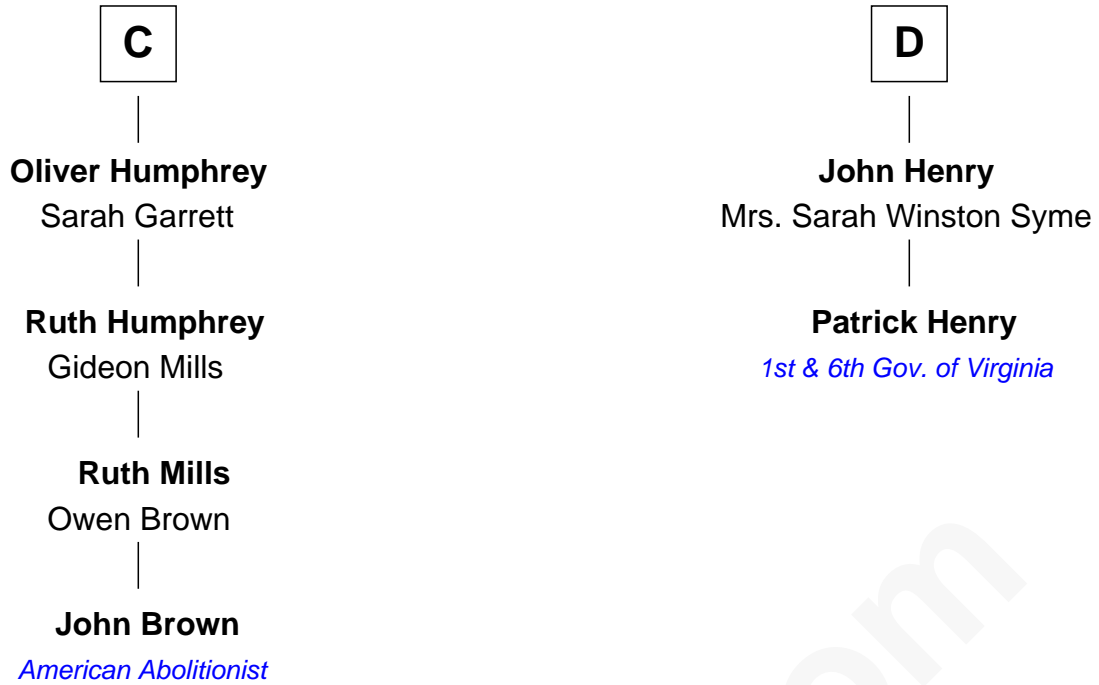 C
Oliver Humphrey
Sarah Garrett
Ruth Humphrey
Gideon Mills
Ruth Mills
Owen Brown
John Brown
American Abolitionist
D
John Henry
Mrs. Sarah Winston Syme
Patrick Henry
1st & 6th Gov. of Virginia
om